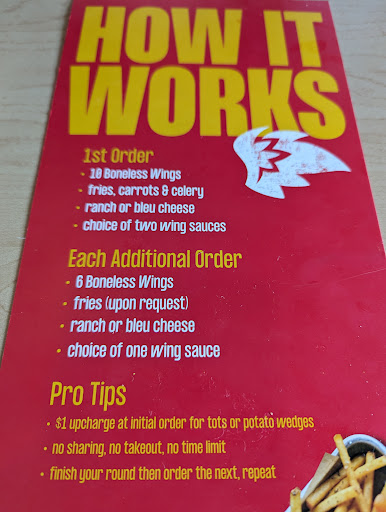 HOW IT
WORKS
1st Order
· 10 Boneless Wings
· fries, carrots & celery
· ranch or bleu cheese
· choice of two wing sauces
Each Additional Order
· 6 Boneless Wings
· fries (upon request)
· ranch or bleu cheese
· choice of one wing sauce
Pro Tips
· $1 upcharge at initial order for tots or potato wedges
· no sharing, no takeout, no time limit
· finish your round then order the next, repeat